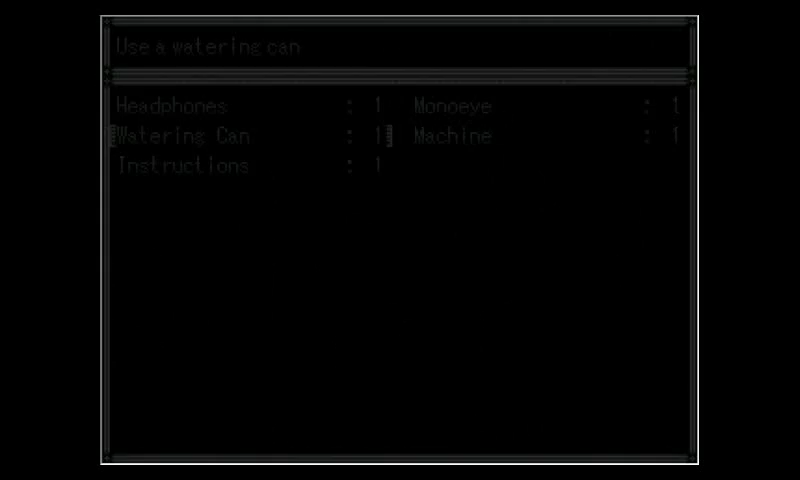 Use a watering can
Headphones : 1 Monoeye : 1
Watering Can : 1 Machine : 1
Instructions : 1